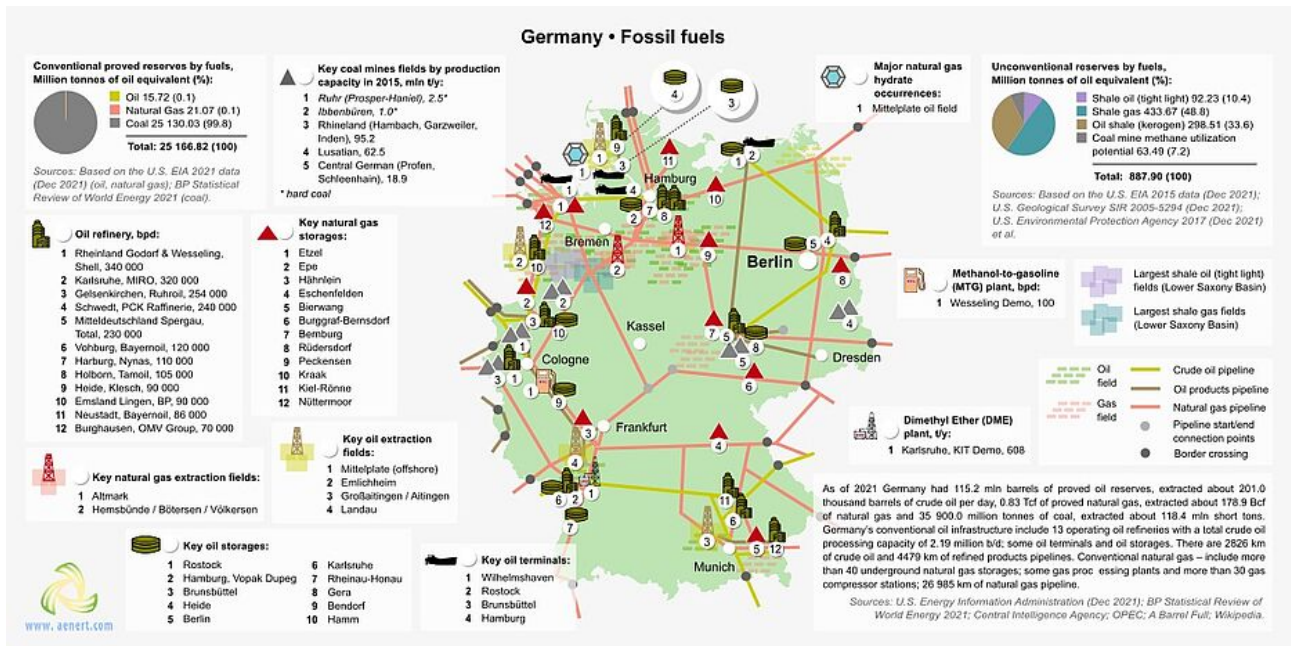 Germany • Fossil fuels
Conventional proved reserves by fuels,
Million tonnes of oil equivalent (%):
Oil 15.72 (0.1)
Natural Gas 21.07 (0.1)
Coal 25 130.03 (99.8)
Total: 25 166.82 (100)
Sources: Based on the U.S. EIA 2021 data
(Dec 2021) (oil, natural gas); BP Statistical
Review of World Energy 2021 (coal).
Key coal mines fields by production
capacity in 2015, mln t/y:
1 Ruhr (Prosper-Haniel), 2.5*
2 Ibbenbüren, 1.0*
3 Rhineland (Hambach, Garzweiler,
Inden), 95.2
4 Lusatian, 62.5
5 Central German (Profen,
Schleenhain), 18.9
* hard coal
Major natural gas
hydrate
occurrences:
1 Mittelplate oil field
Unconventional reserves by fuels,
Million tonnes of oil equivalent (%):
Shale oil (tight light) 92.23 (10.4)
Shale gas 433.67 (48.8)
Oil shale (kerogen) 298.51 (33.6)
Coal mine methane utilization
potential 63.49 (7.2)
Total: 887.90 (100)
Sources: Based on the U.S. EIA 2015 data (Dec 2021);
U.S. Geological Survey SIR 2005-5294 (Dec 2021);
U.S. Environmental Protection Agency 2017 (Dec 2021)
et al.
Oil refinery, bpd:
1 Rheinland Godorf & Wesseling,
Shell, 340 000
2 Karlsruhe, MIRO, 320 000
3 Gelsenkirchen, Ruhroil, 254 000
4 Schwedt, PCK Raffinerie, 240 000
5 Mitteldeutschland Spergau,
Total, 230 000
6 Vohburg, Bayernoil, 120 000
7 Harburg, Nynas, 110 000
8 Holborn, Tamoil, 105 000
9 Heide, Klesch, 90 000
10 Emsland Lingen, BP, 90 000
11 Neustadt, Bayernoil, 86 000
12 Burghausen, OMV Group, 70 000
Key natural gas
storages:
1 Etzel
2 Epe
3 Hähnlein
4 Eschenfelden
5 Bierwang
6 Burggraf-Bernsdorf
7 Bemburg
8 Rüdersdorf
9 Peckensen
10 Kraak
11 Kiel-Rönne
12 Nüttermoor
Hamburg
Bremen
Berlin
Kassel
Cologne
Dresden
Frankfurt
Munich
Methanol-to-gasoline
(MTG) plant, bpd:
1 Wesseling Demo, 100
Largest shale oil (tight light)
fields (Lower Saxony Basin)
Largest shale gas fields
(Lower Saxony Basin)
Oil
field
Gas
field
Crude oil pipeline
Oil products pipeline
Natural gas pipeline
Pipeline start/end
connection points
Border crossing
Dimethyl Ether (DME)
plant, t/y:
1 Karlsruhe, KIT Demo, 608
Key natural gas extraction fields:
1 Altmark
2 Hemsbünde / Bötersen / Völkersen
Key oil extraction
fields:
1 Mittelplate (offshore)
2 Emlichheim
3 Großaitingen / Aitingen
4 Landau
Key oil storages:
1 Rostock
2 Hamburg, Vopak Dupeg
3 Brunsbüttel
4 Heide
5 Berlin
6 Karlsruhe
7 Rheinau-Honau
8 Gera
9 Bendorf
10 Hamm
Key oil terminals:
1 Wilhelmshaven
2 Rostock
3 Brunsbüttel
4 Hamburg
As of 2021 Germany had 115.2 mln barrels of proved oil reserves, extracted about 201.0
thousand barrels of crude oil per day, 0.83 Tcf of proved natural gas, extracted about 178.9 Bcf
of natural gas and 35 900.0 million tonnes of coal, extracted about 118.4 mln short tons.
Germany's conventional oil infrastructure include 13 operating oil refineries with a total crude oil
processing capacity of 2.19 million b/d; some oil terminals and oil storages. There are 2826 km
of crude oil and 4479 km of refined products pipelines. Conventional natural gas – include more
than 40 underground natural gas storages; some gas proc essing plants and more than 30 gas
compressor stations; 26 985 km of natural gas pipeline.
Sources: U.S. Energy Information Administration (Dec 2021); BP Statistical Review of
World Energy 2021; Central Intelligence Agency; OPEC; A Barrel Full; Wikipedia.
www.aenert.com